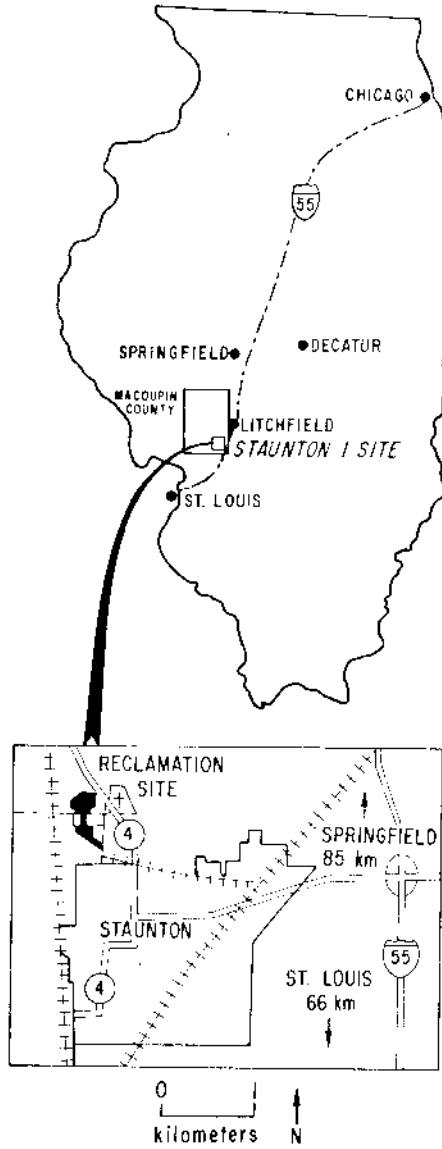 CHICAGO
55
SPRINGFIELD
DECATUR
MACOUPIN
COUNTY
LITCHFIELD
STAUNTON I SITE
ST. LOUIS
RECLAMATION
SITE
4
SPRINGFIELD
85 km
STAUNTON
55
4
ST. LOUIS
66 km
0
kilometers N